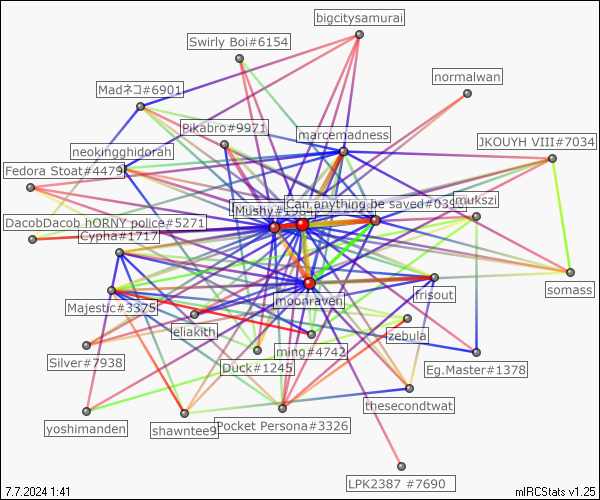 bigcitysamurai
Swirly Boi#6154
normalwan
Madネコ#6901
Pikabro#9971
marcemadness
JKOUYH VIII#7034
neokingghidorah
Fedora Stoat#4479
mukszi
Can anything be saved#039
Mushy#1984
DacobDacob hORNY police#5271
Cypha#1717
somass
frisout
moonraven
Majestic#3375
eliakith
zebula
ming#4742
Silver#7938
Duck#1245
Eg.Master#1378
thesecondtwat
yoshimanden
shawntee9
Pocket Persona#3326
LPK2387 #7690
7.7.2024 1:41
mIRCStats v1.25